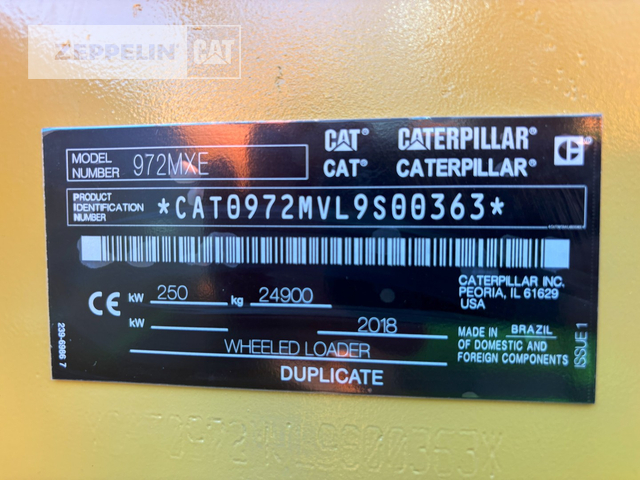 ZEPPELIN CAT
CAT® CATERPILLAR® C
MODEL NUMBER 972MXE CAT® CATERPILLAR®
PRODUCT IDENTIFICATION NUMBER *CAT0972MVL9S00363*
CATERPILLAR INC.
PEORIA, IL 61629
USA
CE kW 250 kg 24900
kW 2018
MADE IN BRAZIL
OF DOMESTIC AND
FOREIGN COMPONENTS
WHEELED LOADER
DUPLICATE
239-6986 7
ISSUE 1